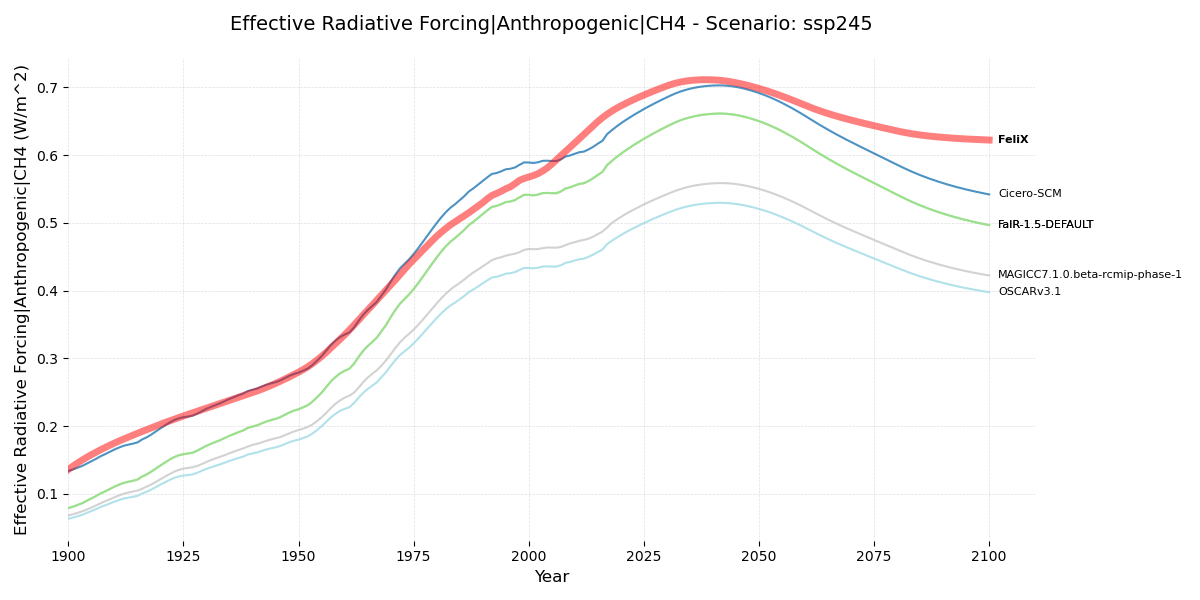 Effective Radiative Forcing|Anthropogenic|CH4 - Scenario: ssp245
Effective Radiative Forcing|Anthropogenic|CH4 (W/m^2)
0.7
0.6
0.5
0.4
0.3
0.2
0.1
FeliX
Cicero-SCM
FaIR-1.5-DEFAULT
MAGICC7.1.0.beta-rcmip-phase-1
OSCARv3.1
1900
1925
1950
1975
2000
2025
2050
2075
2100
Year